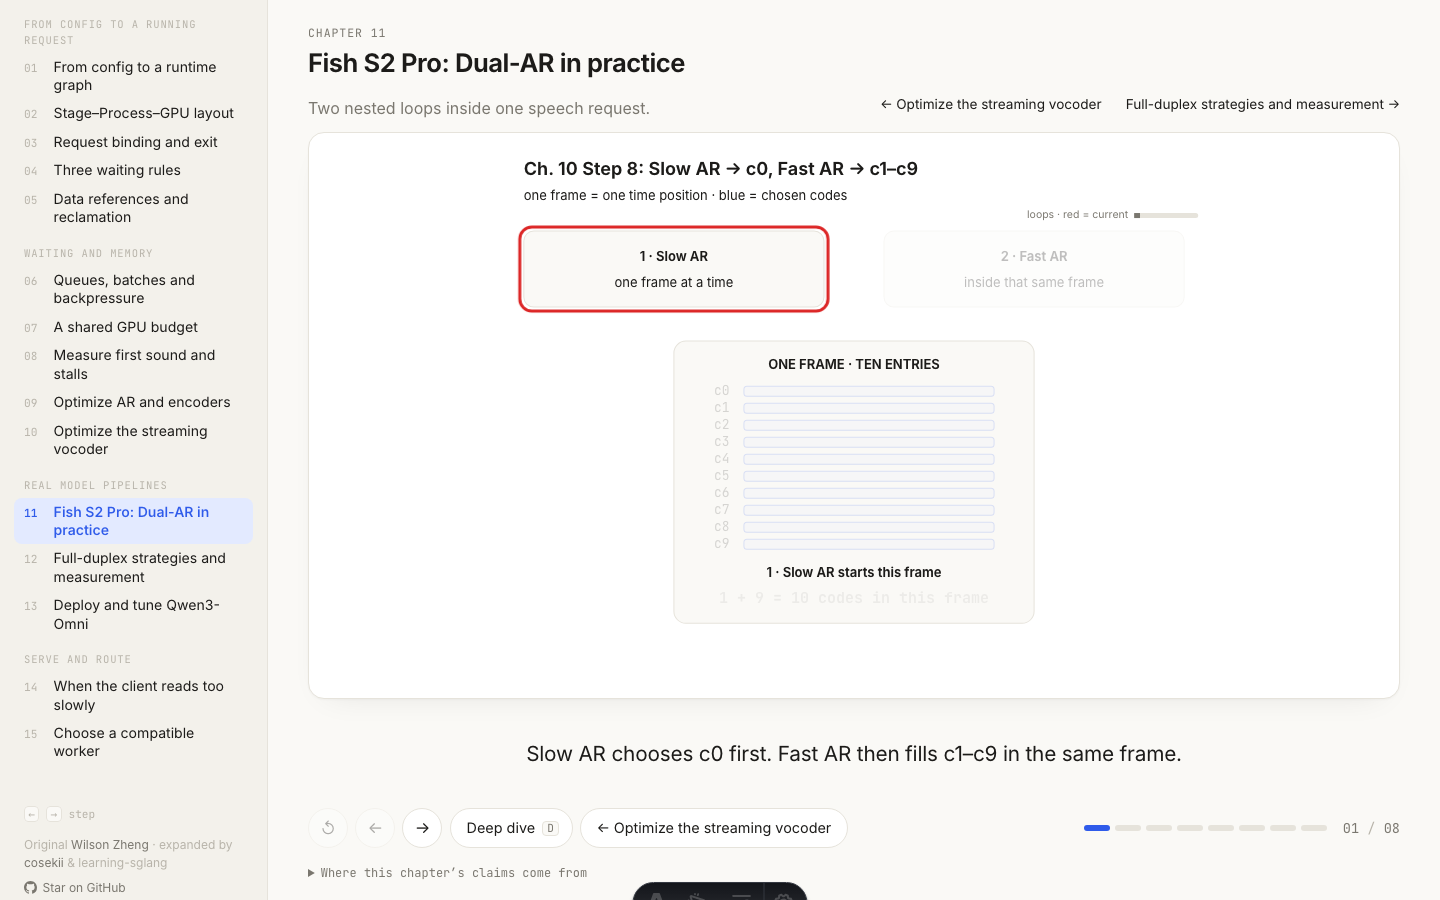 FROM CONFIG TO A RUNNING
REQUEST
01 From config to a runtime
graph
02 Stage–Process–GPU layout
03 Request binding and exit
04 Three waiting rules
05 Data references and
reclamation
WAITING AND MEMORY
06 Queues, batches and
backpressure
07 A shared GPU budget
08 Measure first sound and
stalls
09 Optimize AR and encoders
10 Optimize the streaming
vocoder
REAL MODEL PIPELINES
11 Fish S2 Pro: Dual-AR in
practice
12 Full-duplex strategies and
measurement
13 Deploy and tune Qwen3-
Omni
SERVE AND ROUTE
14 When the client reads too
slowly
15 Choose a compatible
worker
← → step
Original Wilson Zheng · expanded by
cosekii & learning-sglang
Star on GitHub
CHAPTER 11
Fish S2 Pro: Dual-AR in practice
Two nested loops inside one speech request.
← Optimize the streaming vocoder
Full-duplex strategies and measurement →
Ch. 10 Step 8: Slow AR → c0, Fast AR → c1–c9
one frame = one time position · blue = chosen codes
loops · red = current
1 · Slow AR
one frame at a time
2 · Fast AR
inside that same frame
ONE FRAME · TEN ENTRIES
c0
c1
c2
c3
c4
c5
c6
c7
c8
c9
1 · Slow AR starts this frame
1 + 9 = 10 codes in this frame
Slow AR chooses c0 first. Fast AR then fills c1–c9 in the same frame.
← → Deep dive D ← Optimize the streaming vocoder
01 / 08
▶ Where this chapter's claims come from